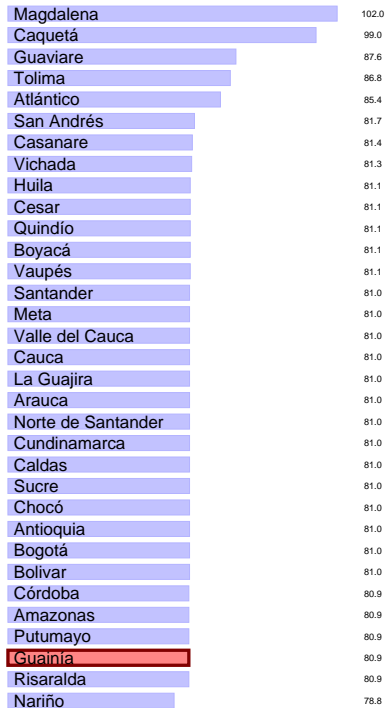 Magdalena 102.0
Caquetá 99.0
Guaviare 87.6
Tolima 86.8
Atlántico 85.4
San Andrés 81.7
Casanare 81.4
Vichada 81.3
Huila 81.1
Cesar 81.1
Quindío 81.1
Boyacá 81.1
Vaupés 81.1
Santander 81.0
Meta 81.0
Valle del Cauca 81.0
Cauca 81.0
La Guajira 81.0
Arauca 81.0
Norte de Santander 81.0
Cundinamarca 81.0
Caldas 81.0
Sucre 81.0
Chocó 81.0
Antioquia 81.0
Bogotá 81.0
Bolivar 81.0
Córdoba 80.9
Amazonas 80.9
Putumayo 80.9
Guainía 80.9
Risaralda 80.9
Nariño 78.8